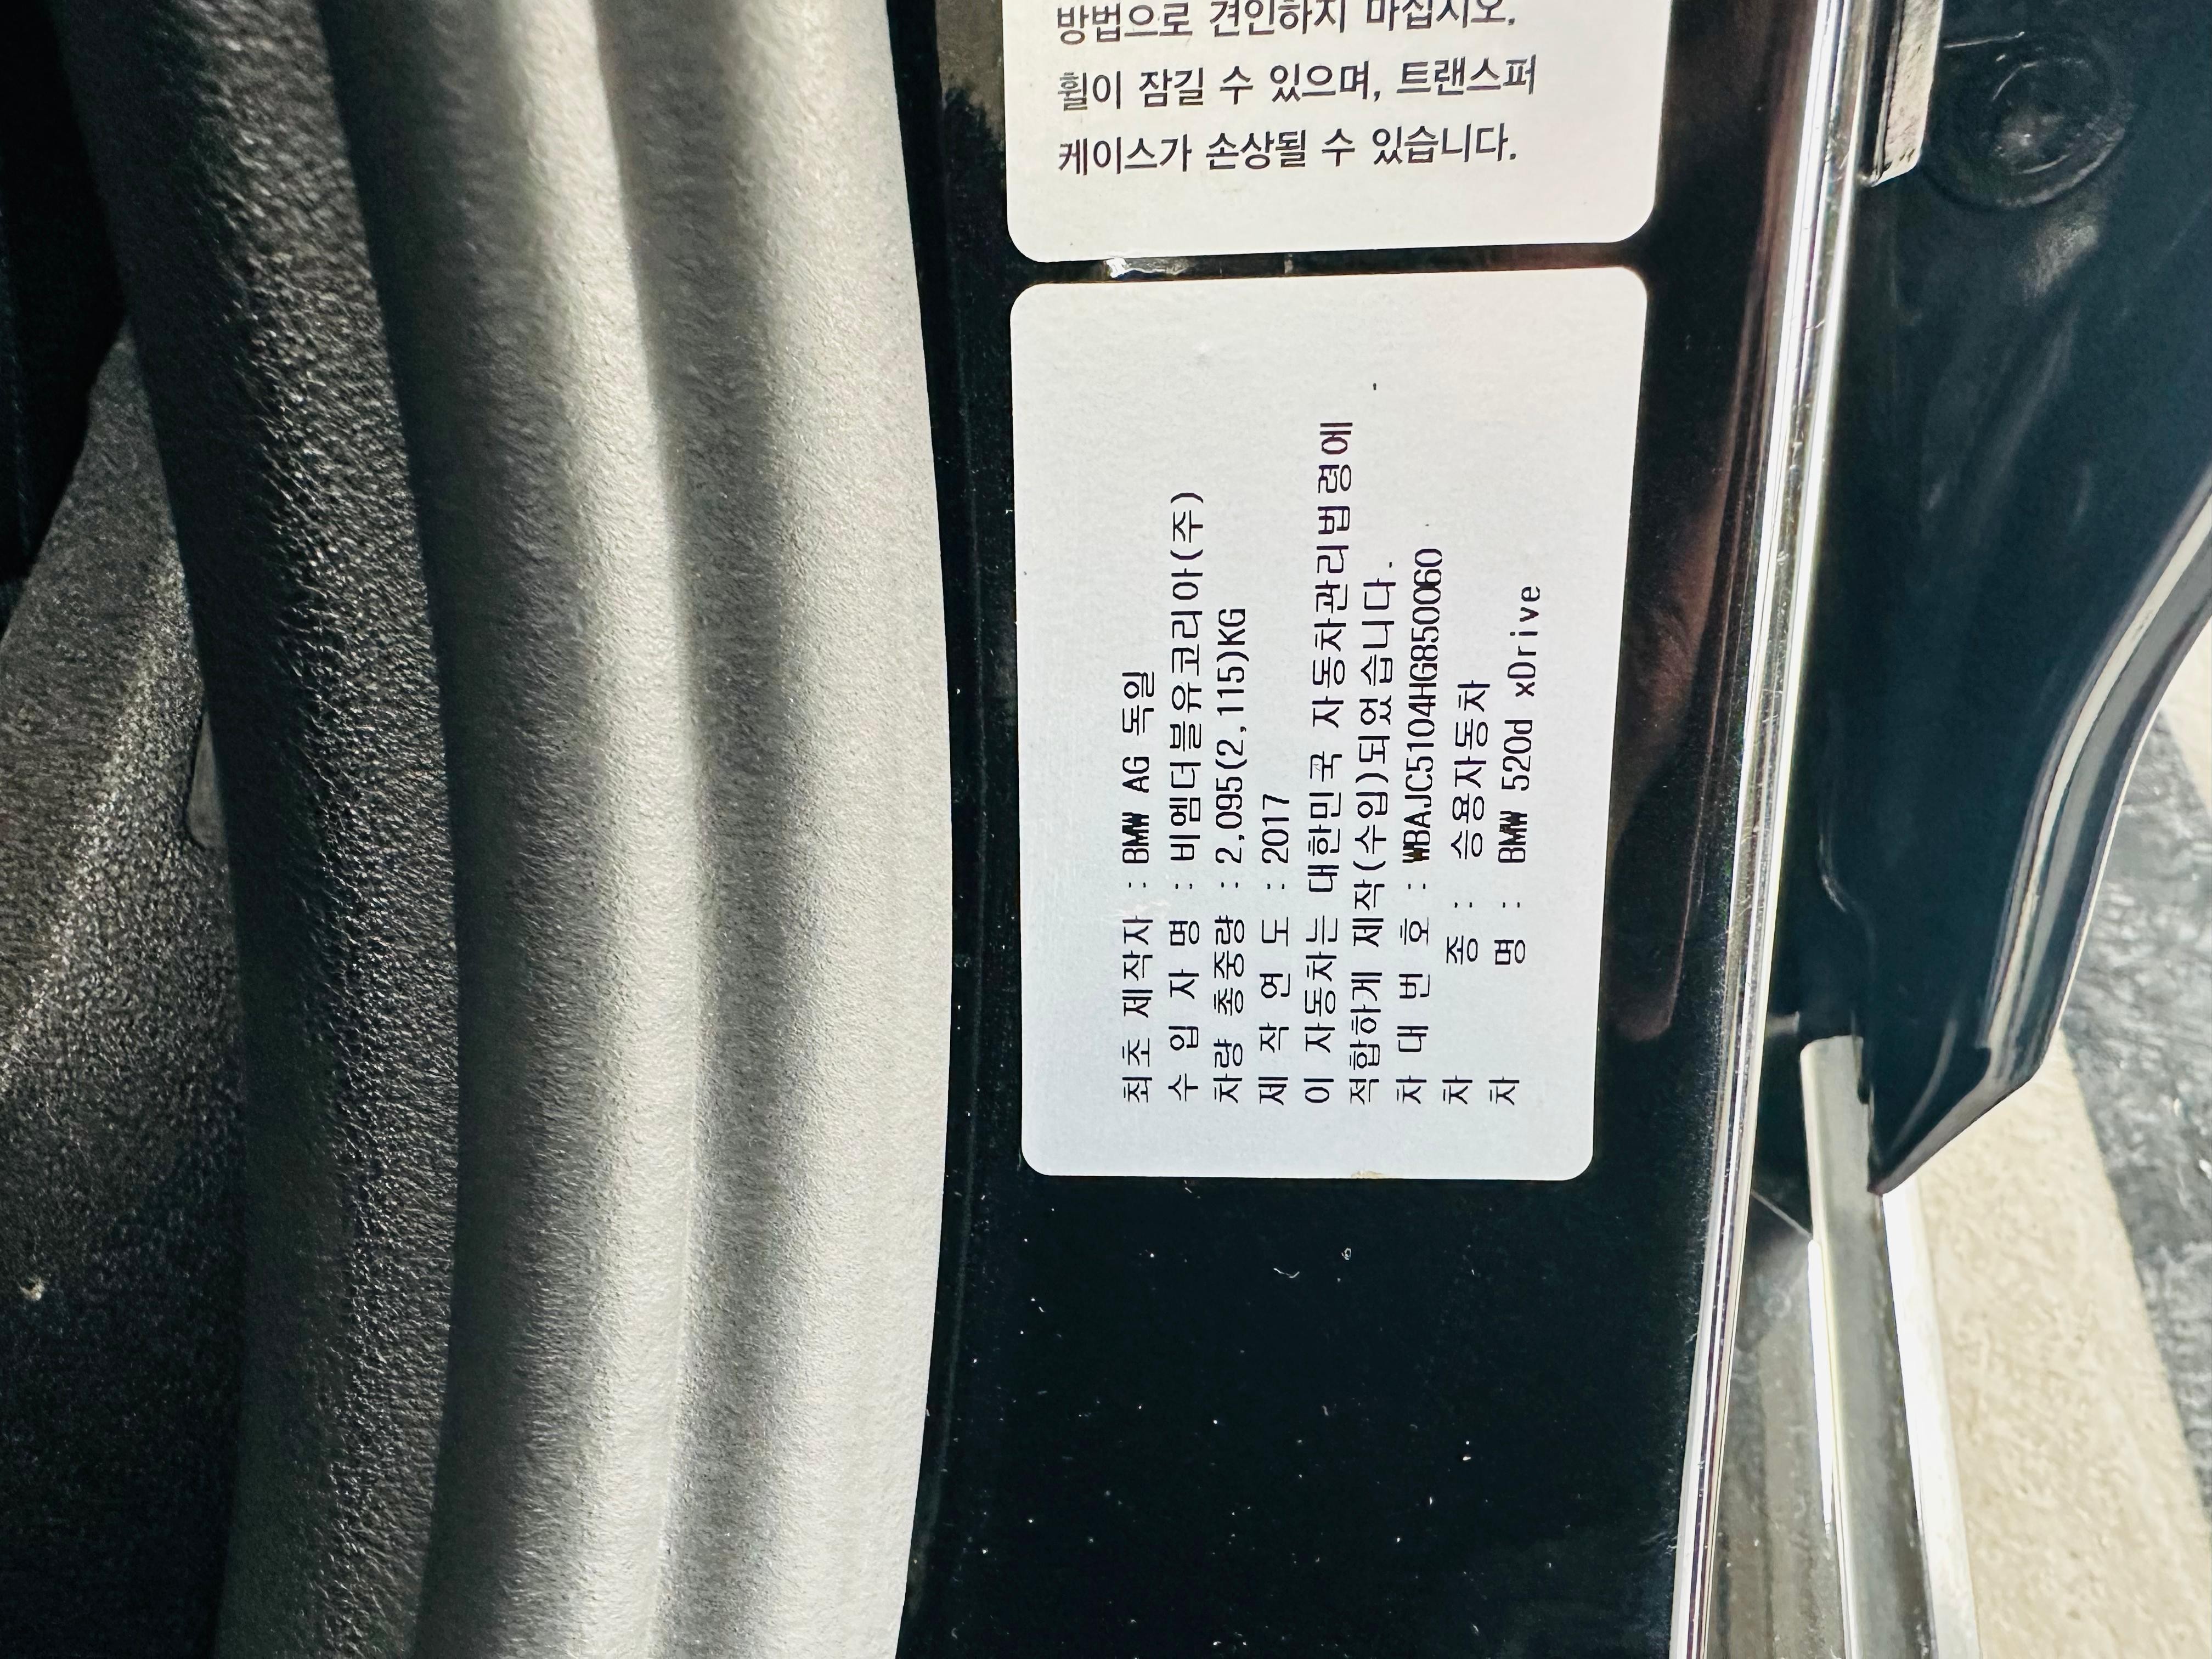 방법으로 견인하지 마십시오.
휠이 잠길 수 있으며, 트랜스퍼
케이스가 손상될 수 있습니다.
최초 제작자 : BMW AG 독일
수 입 자 명 : 비엠더블유코리아(주)
차량 총중량 : 2,095(2,115)KG
제 작 연 도 : 2017
이 자동차는 대한민국 자동차관리법령에
적합하게 제작(수입)되었습니다.
차 대 번 호 : WBAJC5104HG850060
차 종 : 승용자동차
차 명 : BMW 520d xDrive